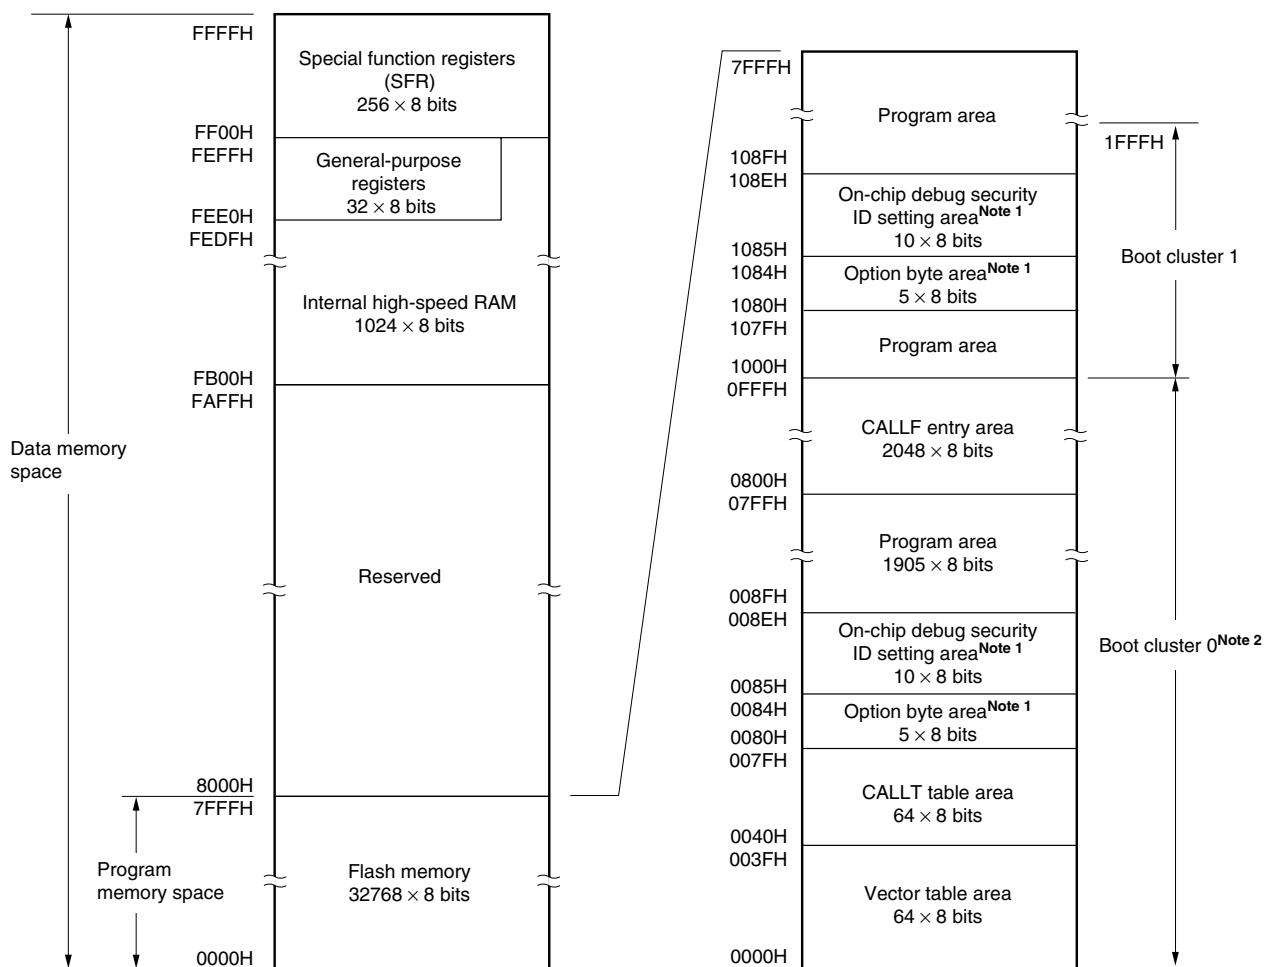 FFFFH
Special function registers
(SFR)
256 × 8 bits
FF00H
FEFFH
General-purpose
registers
32 × 8 bits
FEE0H
FEDFH
Internal high-speed RAM
1024 × 8 bits
FB00H
FAFFH
Data memory
space
Reserved
8000H
7FFFH
Program
memory space
Flash memory
32768 × 8 bits
0000H
7FFFH
Program area
1FFFH
108FH
108EH
On-chip debug security
ID setting areaNote 1
10 × 8 bits
1085H
1084H
Option byte areaNote 1
5 × 8 bits
1080H
107FH
Program area
1000H
0FFFH
Boot cluster 1
CALLF entry area
2048 × 8 bits
0800H
07FFH
Program area
1905 × 8 bits
008FH
008EH
On-chip debug security
ID setting areaNote 1
10 × 8 bits
0085H
0084H
Option byte areaNote 1
5 × 8 bits
0080H
007FH
CALLT table area
64 × 8 bits
0040H
003FH
Vector table area
64 × 8 bits
0000H
Boot cluster 0Note 2